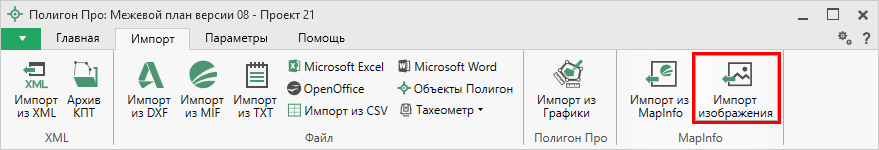 Полигон Про: Межевой план версии 08 - Проект 21
Главная Импорт Параметры Помощь
Импорт из XML
Архив КПТ
XML
Импорт из DXF
Импорт из MIF
Импорт из TXT
Microsoft Excel
OpenOffice
Импорт из CSV
Microsoft Word
Объекты Полигон
Тахеометр
Файл
Импорт из Графики
Полигон Про
Импорт из MapInfo
Импорт изображения
MapInfo